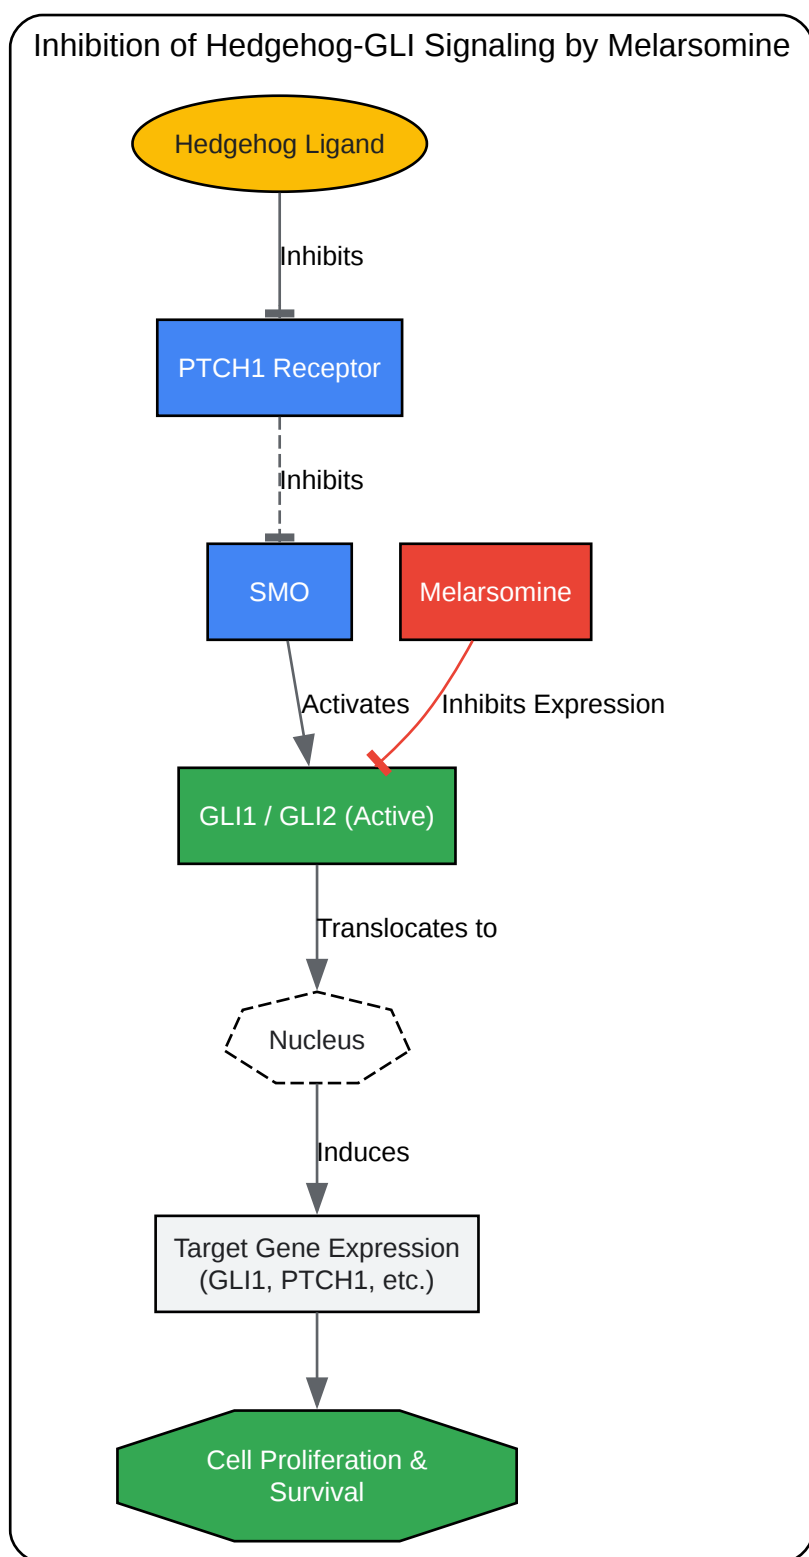 Inhibition of Hedgehog-GLI Signaling by Melarsomine
Hedgehog Ligand
Inhibits
PTCH1 Receptor
Inhibits
SMO
Melarsomine
Activates
Inhibits Expression
GLI1 / GLI2 (Active)
Translocates to
Nucleus
Induces
Target Gene Expression
(GLI1, PTCH1, etc.)
Cell Proliferation &
Survival